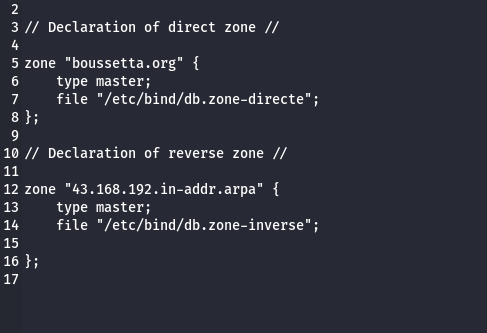 2
3 // Declaration of direct zone //
4
5 zone "boussetta.org" {
6     type master;
7     file "/etc/bind/db.zone-directe";
8 };
9
10 // Declaration of reverse zone //
11
12 zone "43.168.192.in-addr.arpa" {
13     type master;
14     file "/etc/bind/db.zone-inverse";
15
16 };
17